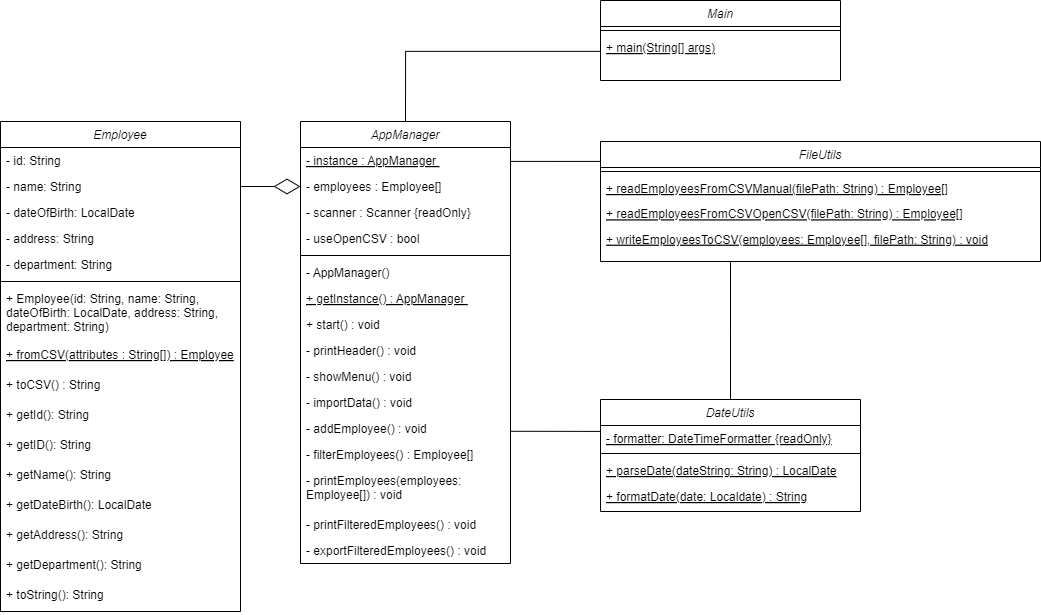 Main
+ main(String[] args)
Employee
- id: String
- name: String
- dateOfBirth: LocalDate
- address: String
- department: String
+ Employee(id: String, name: String,
dateOfBirth: LocalDate, address: String,
department: String)
+ fromCSV(attributes : String[]) : Employee
+ toCSV() : String
+ getId(): String
+ getID(): String
+ getName(): String
+ getDateBirth(): LocalDate
+ getAddress(): String
+ getDepartment(): String
+ toString(): String
AppManager
- instance : AppManager
- employees : Employee[]
- scanner : Scanner {readOnly}
- useOpenCSV : bool
- AppManager()
+ getInstance() : AppManager
+ start() : void
- printHeader() : void
- showMenu() : void
- importData() : void
- addEmployee() : void
- filterEmployees() : Employee[]
- printEmployees(employees:
Employee[]) : void
- printFilteredEmployees() : void
- exportFilteredEmployees() : void
FileUtils
+ readEmployeesFromCSVManual(filePath: String) : Employee[]
+ readEmployeesFromCSVOpenCSV(filePath: String) : Employee[]
+ writeEmployeesToCSV(employees: Employee[], filePath: String) : void
DateUtils
- formatter: DateTimeFormatter {readOnly}
+ parseDate(dateString: String) : LocalDate
+ formatDate(date: Localdate) : String